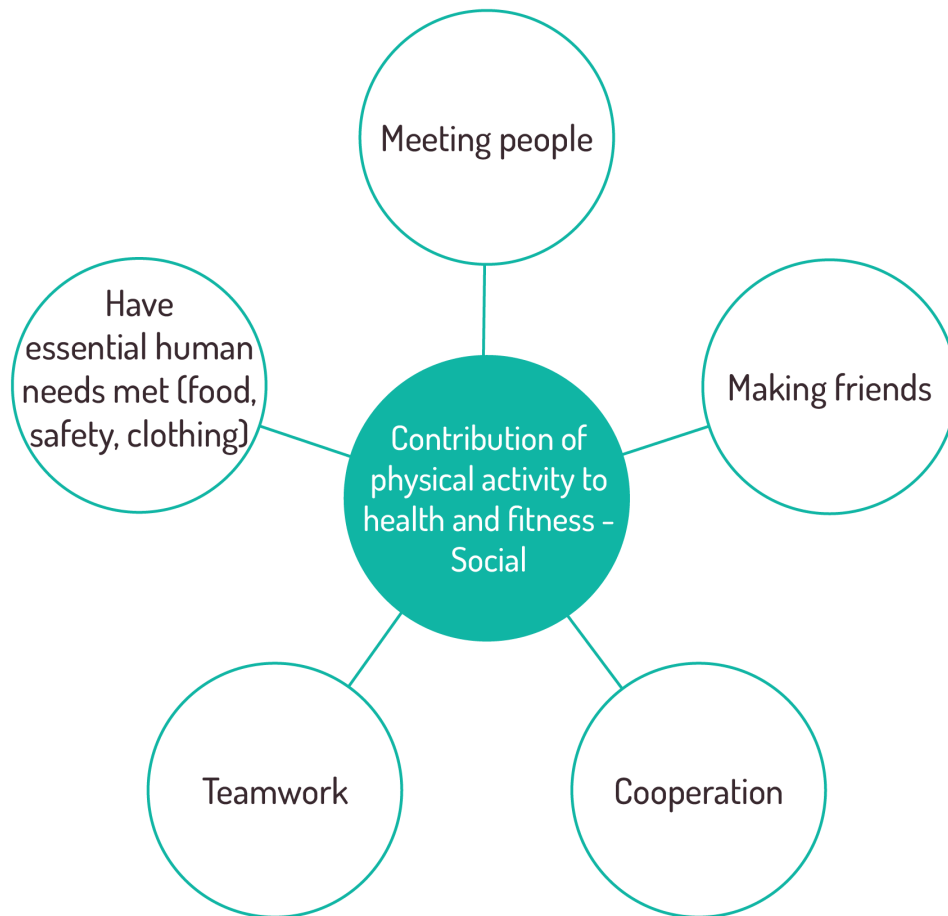 Meeting people
Have
essential human
needs met (food,
safety, clothing)
Making friends
Contribution of
physical activity to
health and fitness -
Social
Teamwork
Cooperation